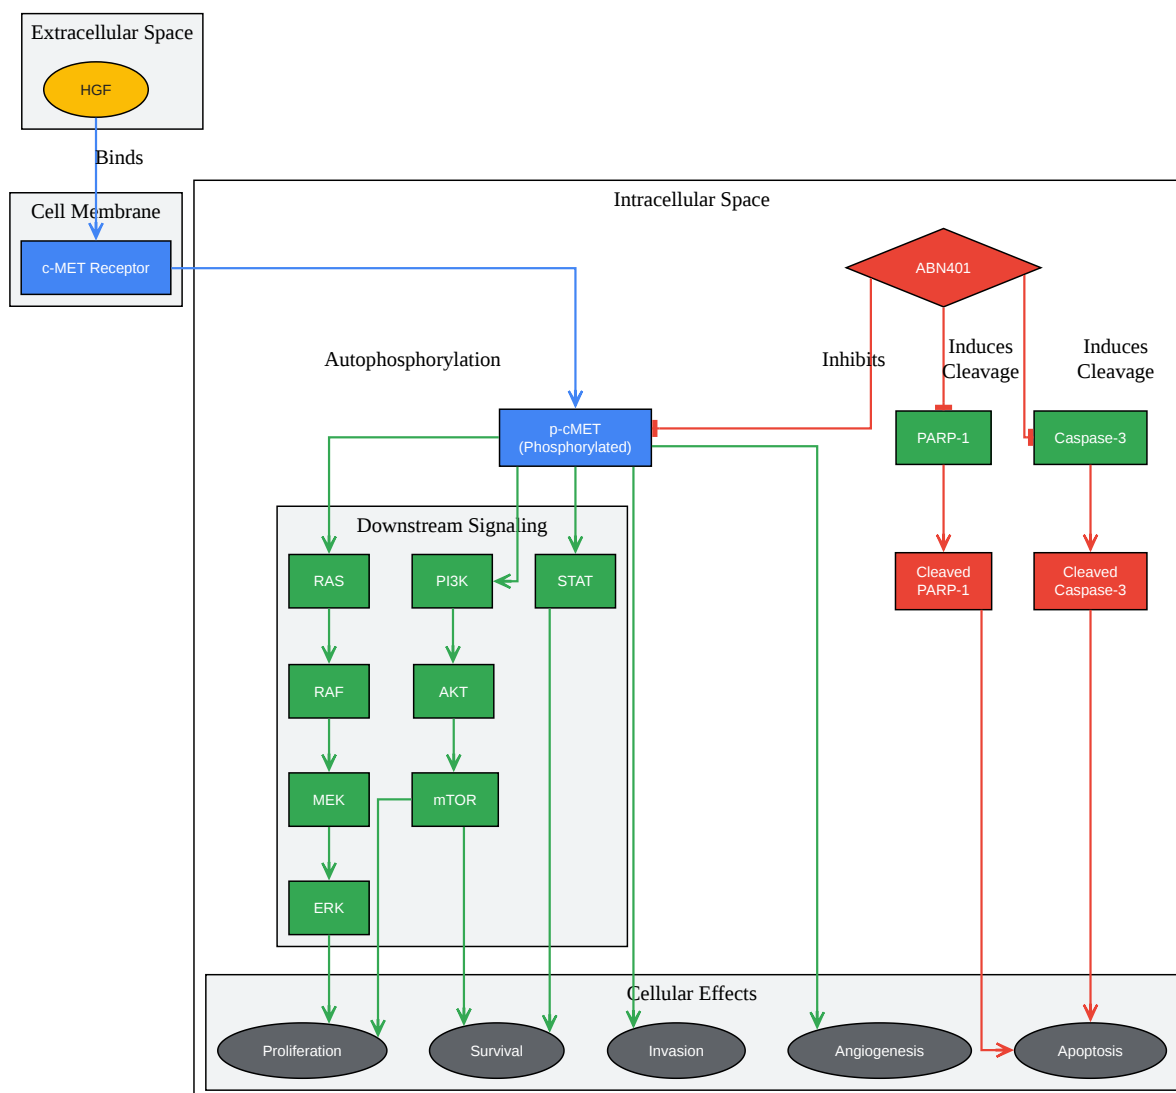 Extracellular Space
HGF
Binds
Cell Membrane
c-MET Receptor
Intracellular Space
ABN401
Autophosphorylation
Inhibits
Induces
Cleavage
Induces
Cleavage
p-cMET
(Phosphorylated)
PARP-1
Caspase-3
Downstream Signaling
RAS
PI3K
STAT
Cleaved
PARP-1
Cleaved
Caspase-3
RAF
AKT
MEK
mTOR
ERK
Cellular Effects
Proliferation
Survival
Invasion
Angiogenesis
Apoptosis